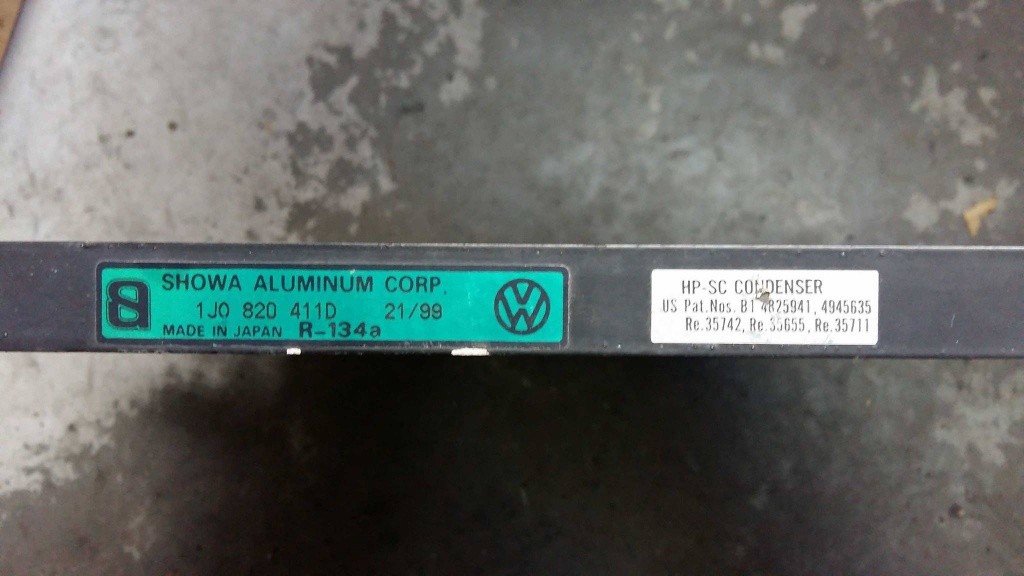 SHOWA ALUMINUM CORP.
1J0 820 411D 21/99
MADE IN JAPAN R-134a
HP-SC CONDENSER
US Pat.Nos. B1 4825941, 4945635
Re.35742, Re.35655, Re.35711